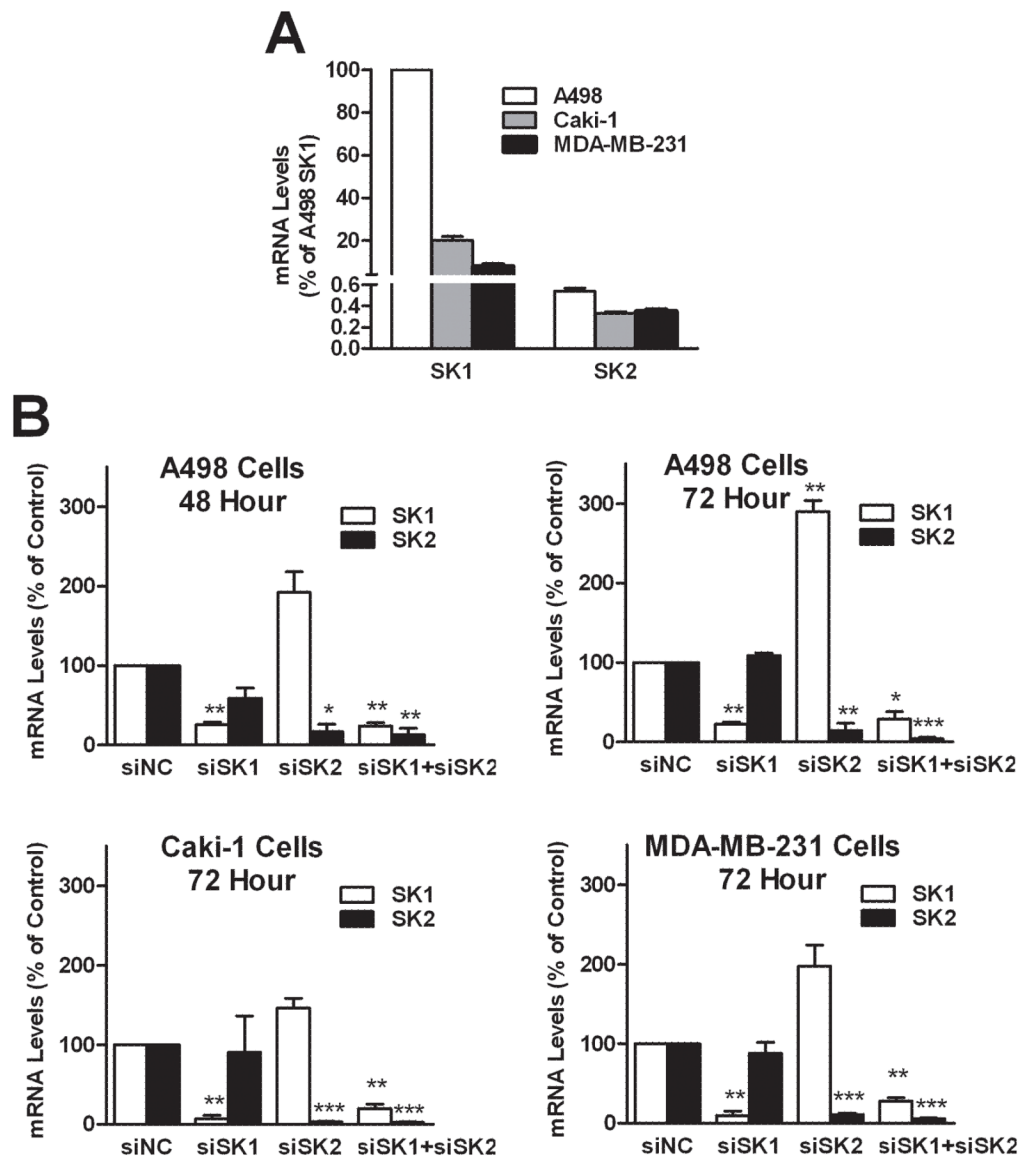 A
mRNA Levels
(% of A498 SK1)
100
80
60
40
20
0.6
0.4
0.2
0.0
A498
Caki-1
MDA-MB-231
SK1
SK2
B
A498 Cells
48 Hour
mRNA Levels (% of Control)
300
200
100
0
SK1
SK2
**
*
**
**
siNC
siSK1
siSK2
siSK1+siSK2
A498 Cells
72 Hour
mRNA Levels (% of Control)
300
200
100
0
SK1
SK2
**
**
**
*
***
siNC
siSK1
siSK2
siSK1+siSK2
Caki-1 Cells
72 Hour
mRNA Levels (% of Control)
300
200
100
0
SK1
SK2
**
***
**
***
siNC
siSK1
siSK2
siSK1+siSK2
MDA-MB-231 Cells
72 Hour
mRNA Levels (% of Control)
300
200
100
0
SK1
SK2
**
***
**
***
siNC
siSK1
siSK2
siSK1+siSK2